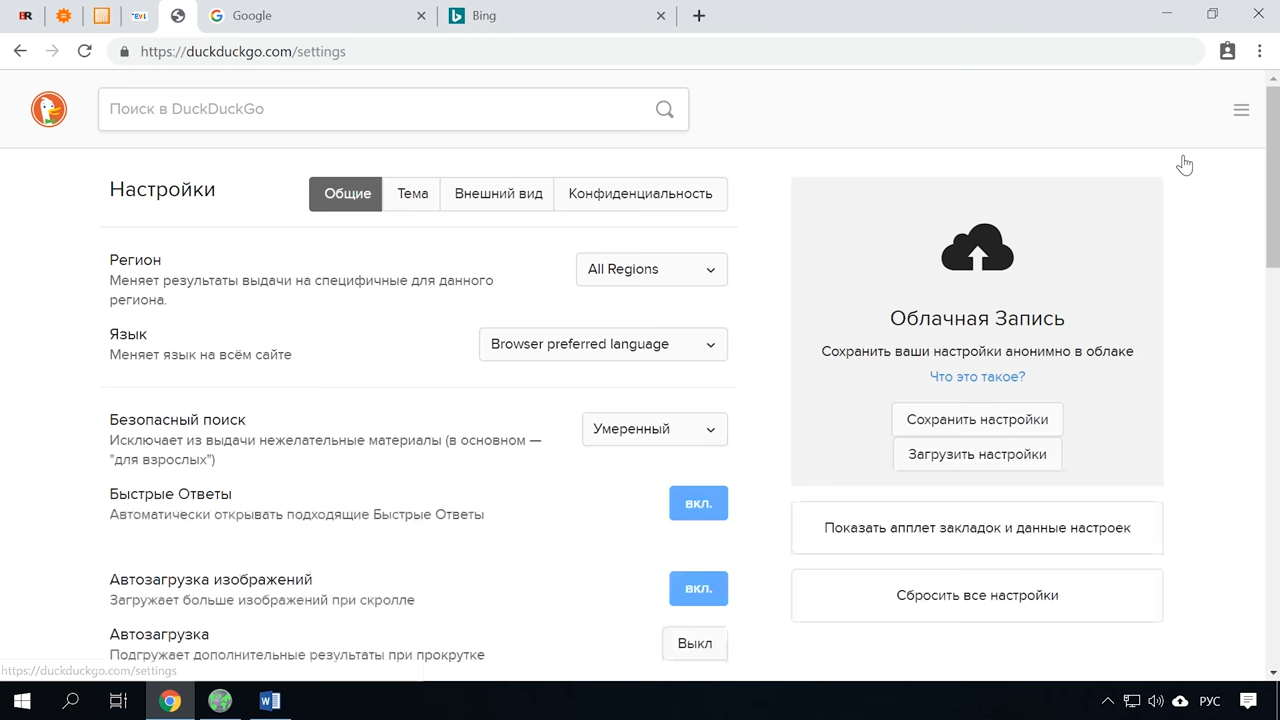 BR
Google
Bing
https://duckduckgo.com/settings
Поиск в DuckDuckGo
Настройки
Общие
Тема
Внешний вид
Конфиденциальность
Регион
Меняет результаты выдачи на специфичные для данного
региона.
All Regions
Язык
Меняет язык на всём сайте
Browser preferred language
Безопасный поиск
Исключает из выдачи нежелательные материалы (в основном —
"для взрослых")
Умеренный
Быстрые Ответы
Автоматически открывать подходящие Быстрые Ответы
вкл.
Автозагрузка изображений
Загружает больше изображений при скролле
вкл.
Автозагрузка
Подгружает дополнительные результаты при прокрутке
Выкл
Облачная Запись
Сохранить ваши настройки анонимно в облаке
Что это такое?
Сохранить настройки
Загрузить настройки
Показать апплет закладок и данные настроек
Сбросить все настройки
https://duckduckgo.com/settings
РУС